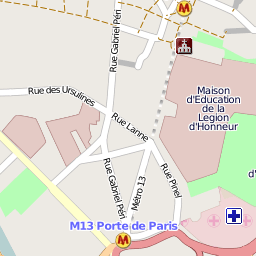 Rue Gabriel Péri
Maison
d'Education
de la
Legion
d'Honneur
Rue des Ursulines
Rue Lanne
Rue Gabriel Péri
Métro 13
Rue Pinel
M13 Porte de Paris